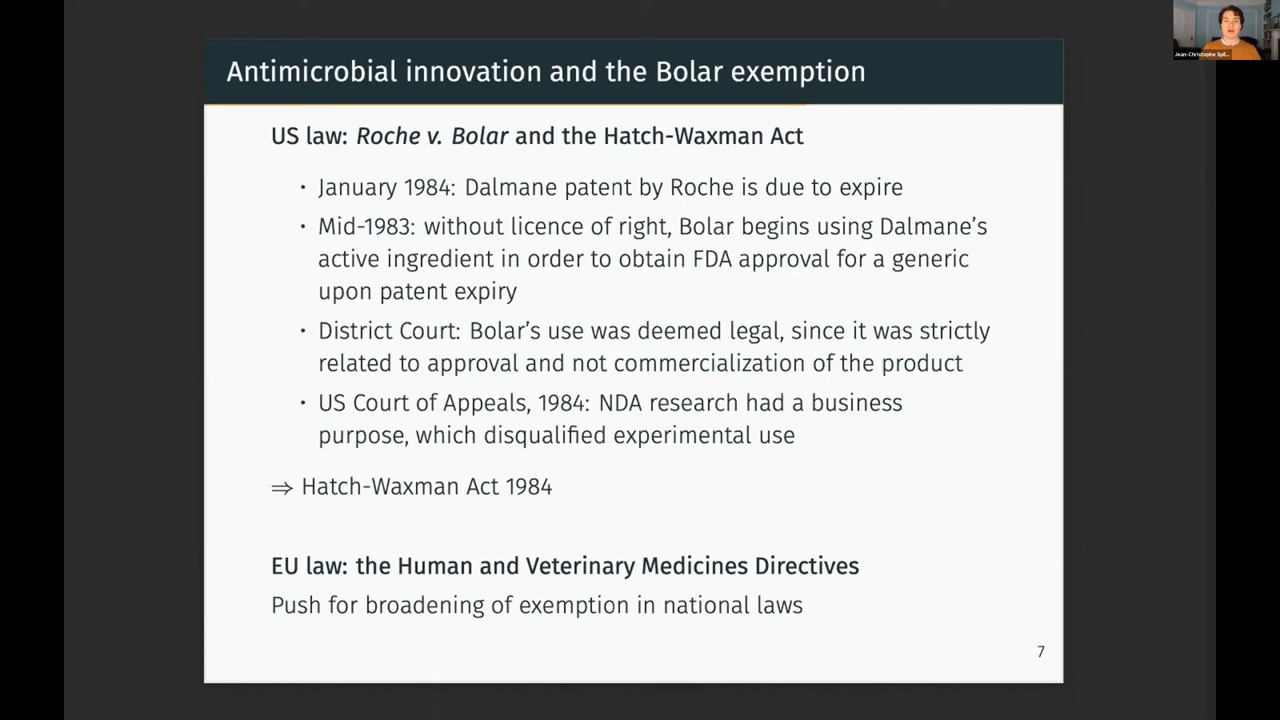 Antimicrobial innovation and the Bolar exemption
US law: Roche v. Bolar and the Hatch-Waxman Act
• January 1984: Dalmane patent by Roche is due to expire
• Mid-1983: without licence of right, Bolar begins using Dalmane’s
active ingredient in order to obtain FDA approval for a generic
upon patent expiry
• District Court: Bolar’s use was deemed legal, since it was strictly
related to approval and not commercialization of the product
• US Court of Appeals, 1984: NDA research had a business
purpose, which disqualified experimental use
⇒ Hatch-Waxman Act 1984
EU law: the Human and Veterinary Medicines Directives
Push for broadening of exemption in national laws
7
Jean-Christophe Spil...